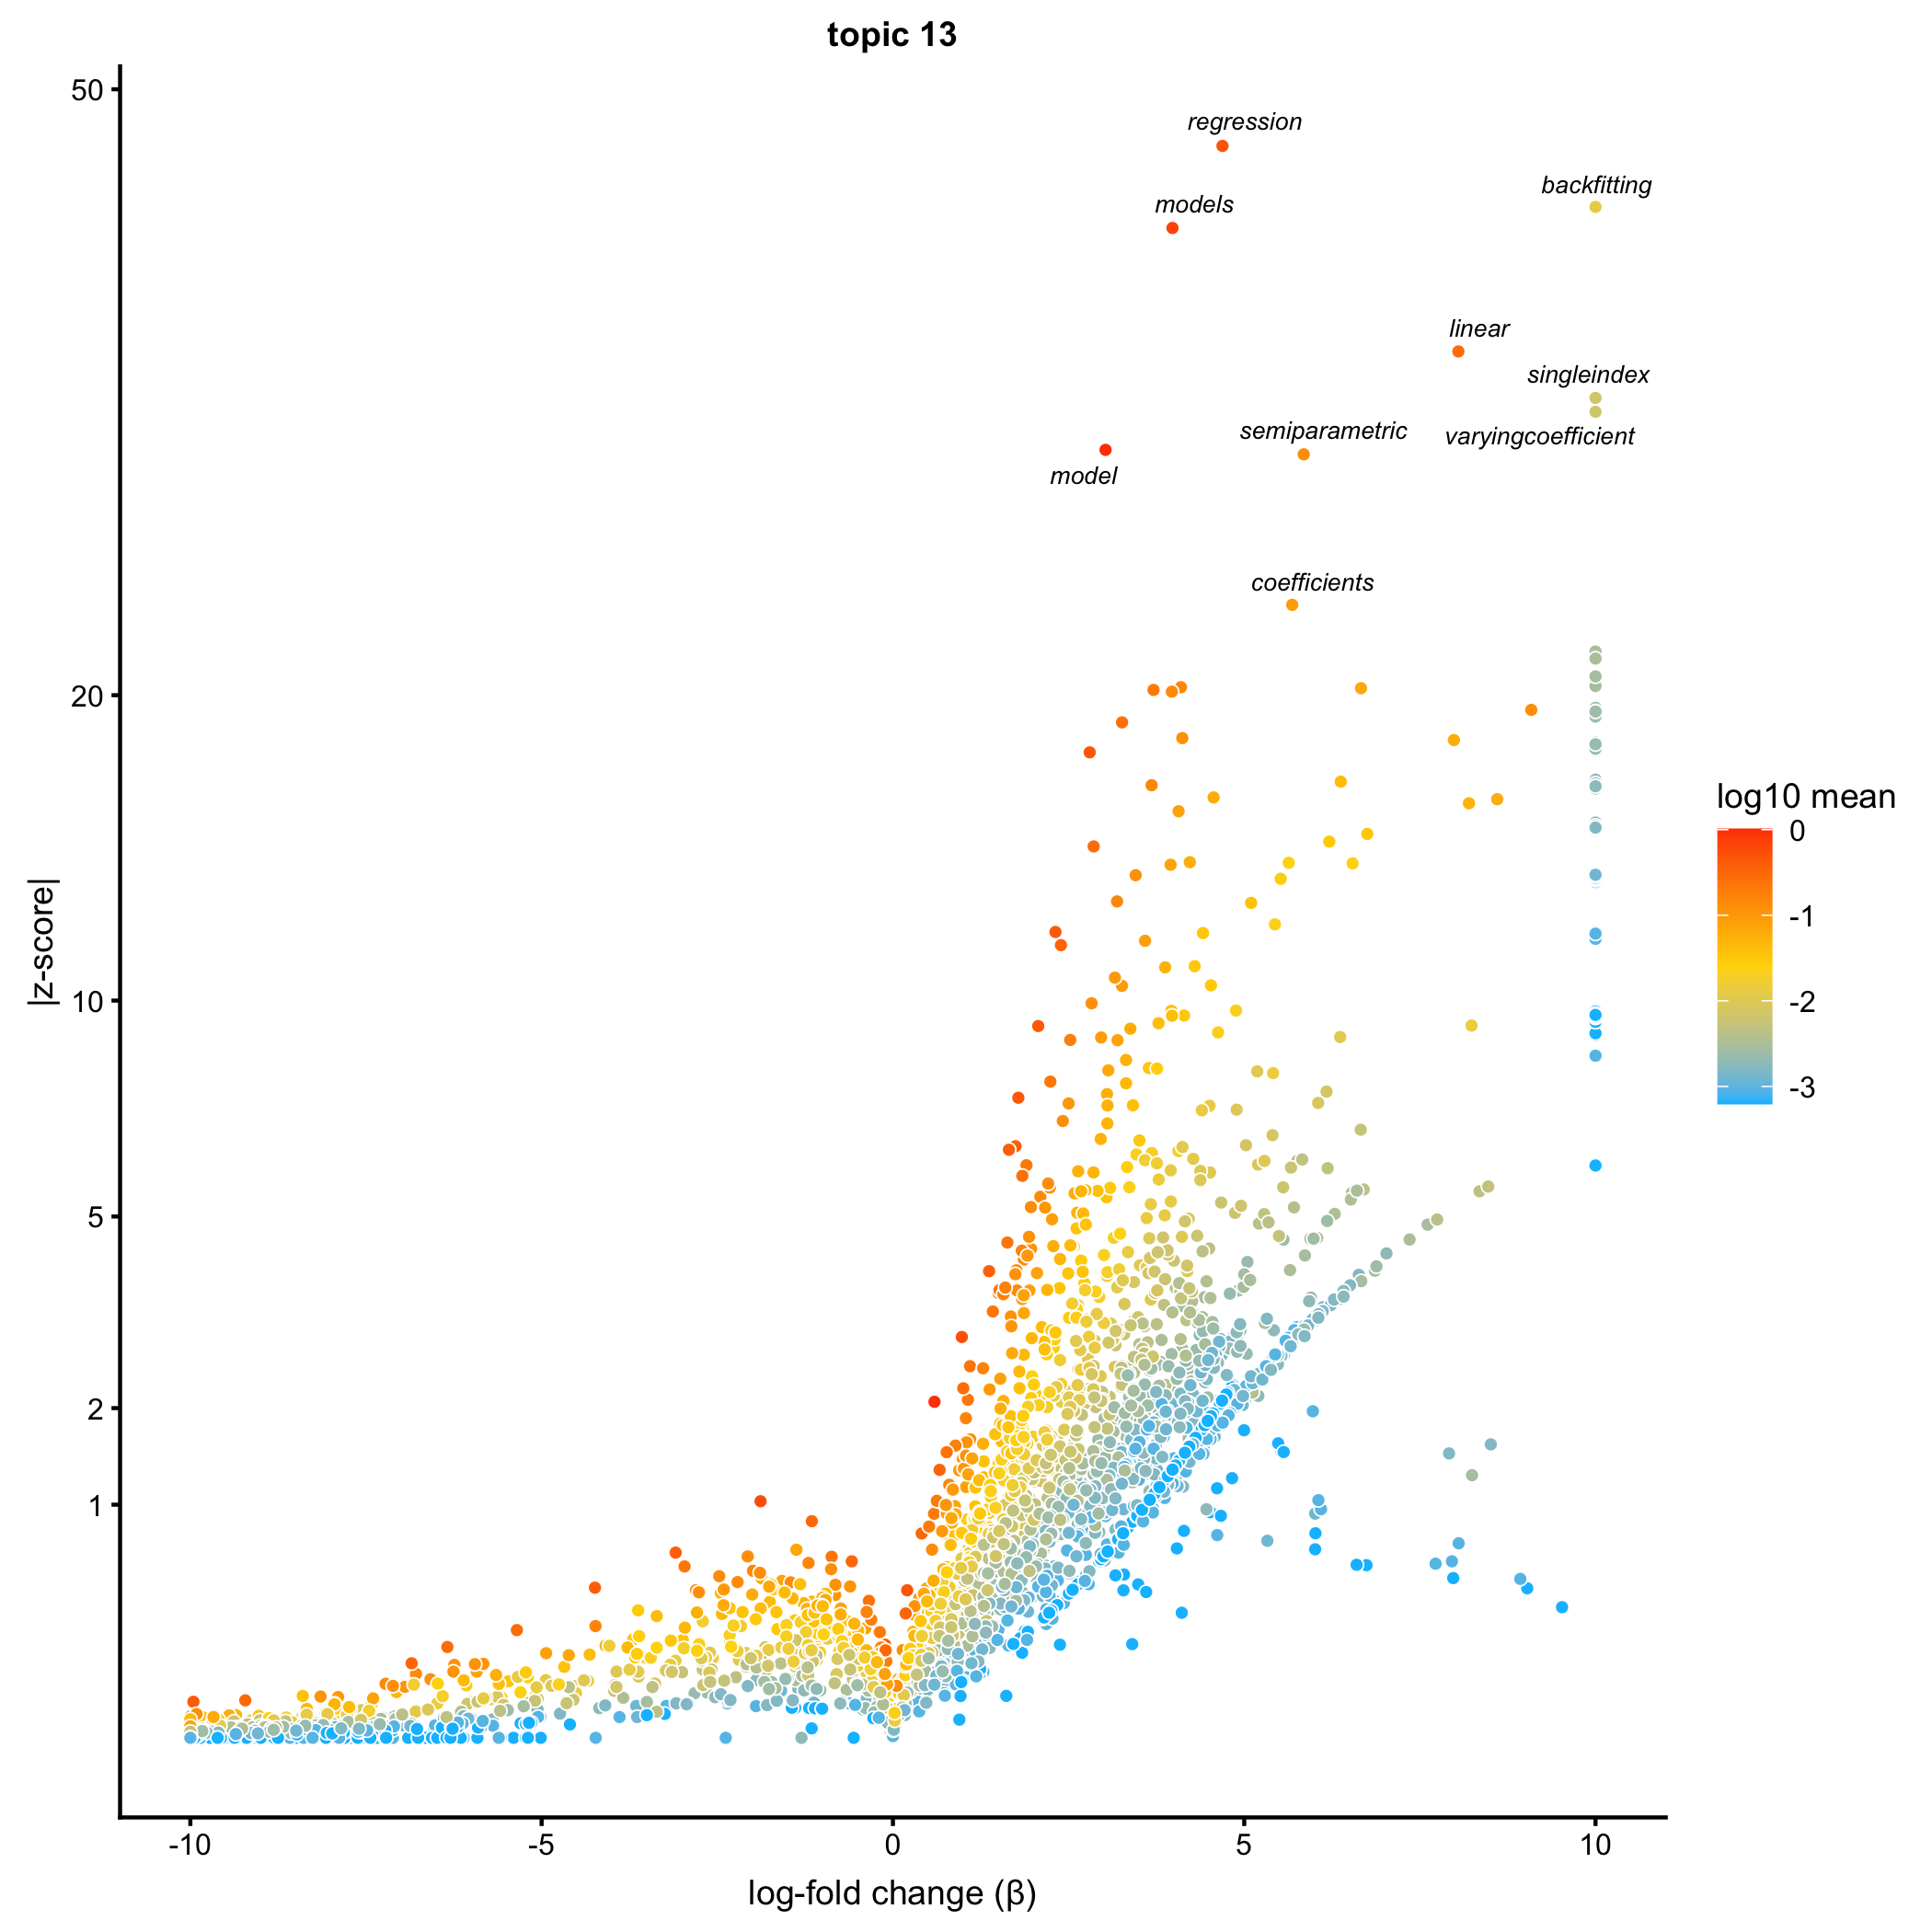 topic 13
50
regression
backfitting
models
linear
singleindex
semiparametric
varyingcoefficient
model
coefficients
20
log10 mean
0
-1
-2
-3
|z-score|
10
5
2
1
-10
-5
0
5
10
log-fold change (β)